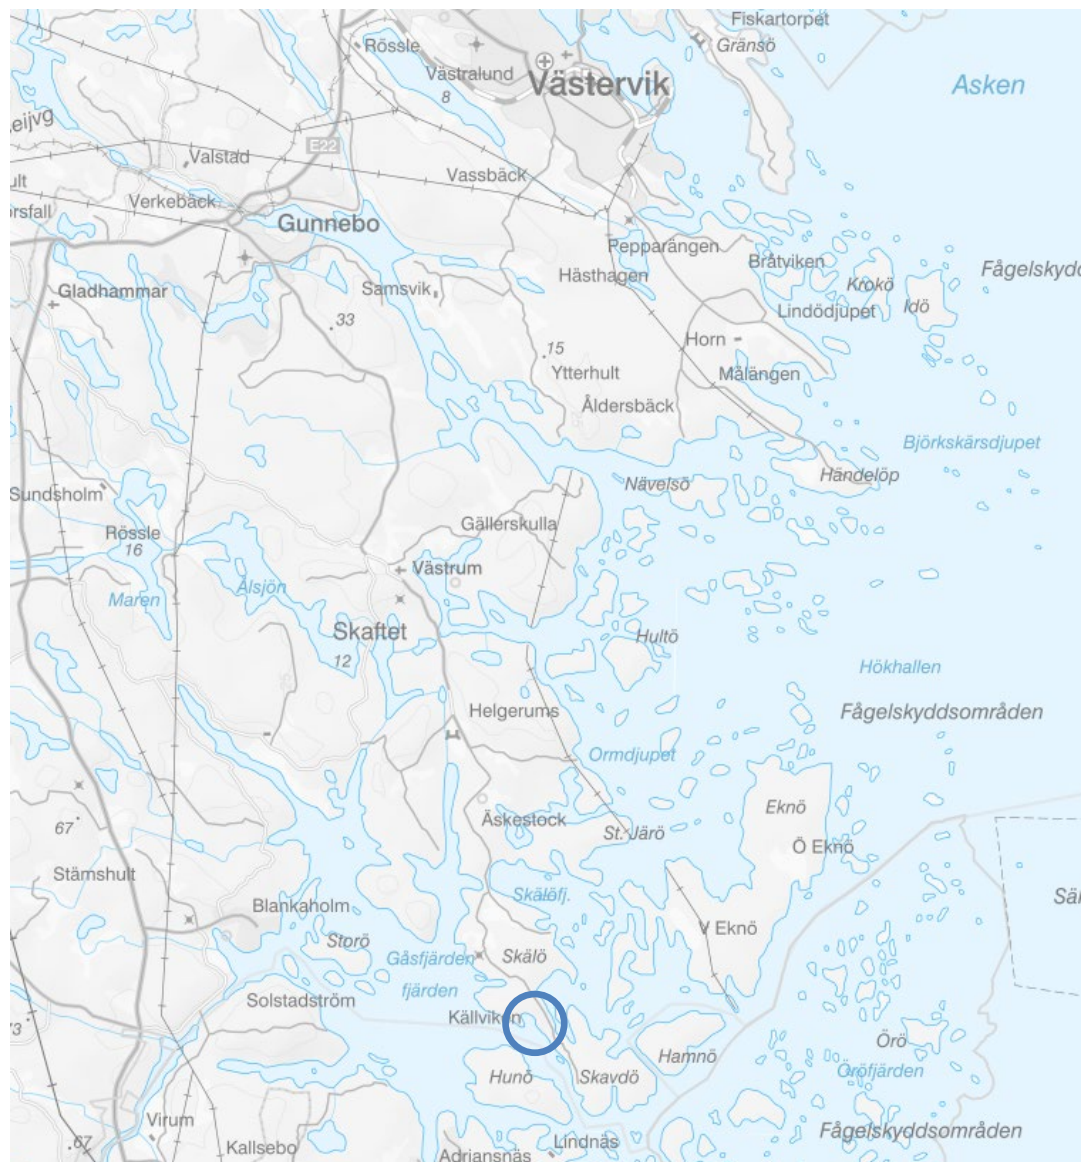 Fiskartorpet
Rössle
Gränsö
Västralund
Västervik
Asken
8
eijvg
E22
Valstad
ult
Vassbäck
Verkebäck
orsfall
Gunnebo
Pepparängen
Bråtviken
Hästhagen
Fågelskydd
Krokö
Gladhammar
Samsvik
Idö
Lindödjupet
33
Horn
15
Ytterhult
Målängen
Åldersbäck
Björkskärsdjupet
Händelöp
Nävelsö
Sundsholm
Gällerskulla
Rössle
16
Västrum
Ålsjön
Maren
Skaftet
Hultö
12
Hökhallen
Helgerums
Fågelskyddsområden
Ormdjupet
Eknö
67
Äskestock
St. Järö
Ö Eknö
Stämshult
Skälöfj.
Sär
Blankaholm
V Eknö
Storö
Skälö
Gåsfjärden
fjärden
Solstadström
Källviken
3
Örö
Hamnö
Hunö
Skavdö
Öröfjärden
Virum
Fågelskyddsområden
67
Kallsebo
Lindnäs
Adriansnäs